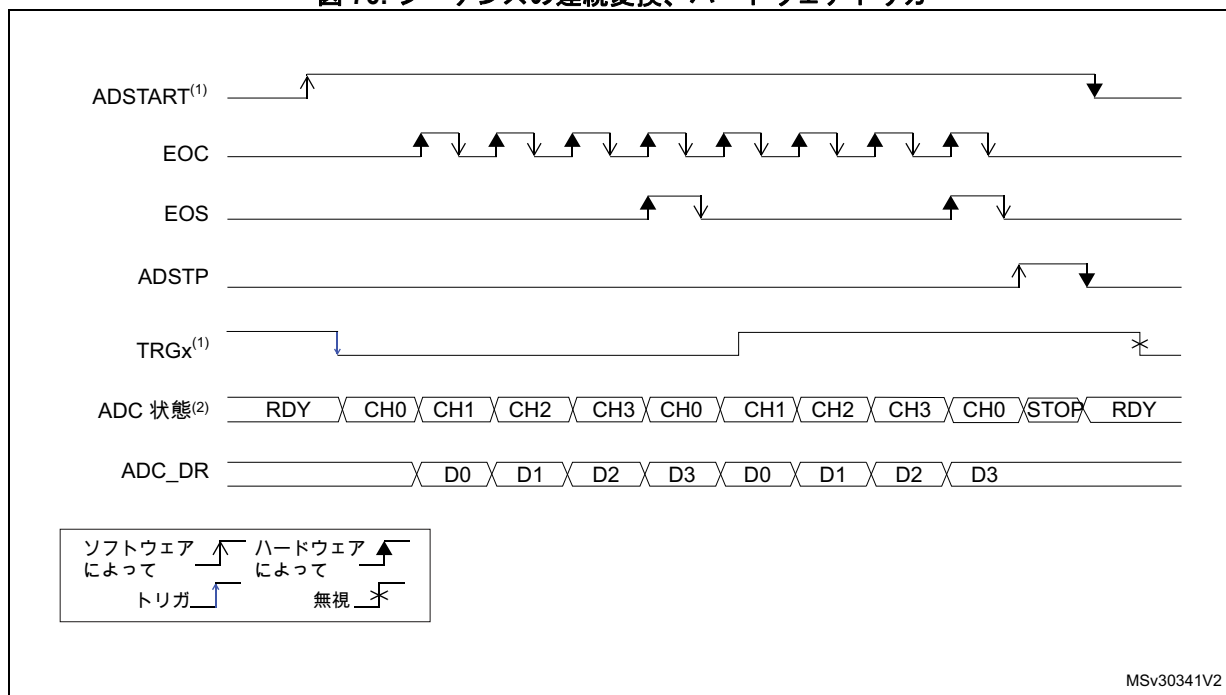 ADSTART(1)
EOC
EOS
ADSTP
TRGx(1)
ADC 状態(2) RDY CH0 CH1 CH2 CH3 CH0 CH1 CH2 CH3 CH0 STOP RDY
ADC_DR D0 D1 D2 D3 D0 D1 D2 D3
ソフトウェア ハードウェア
によって によって
トリガ 無視
MSv30341V2